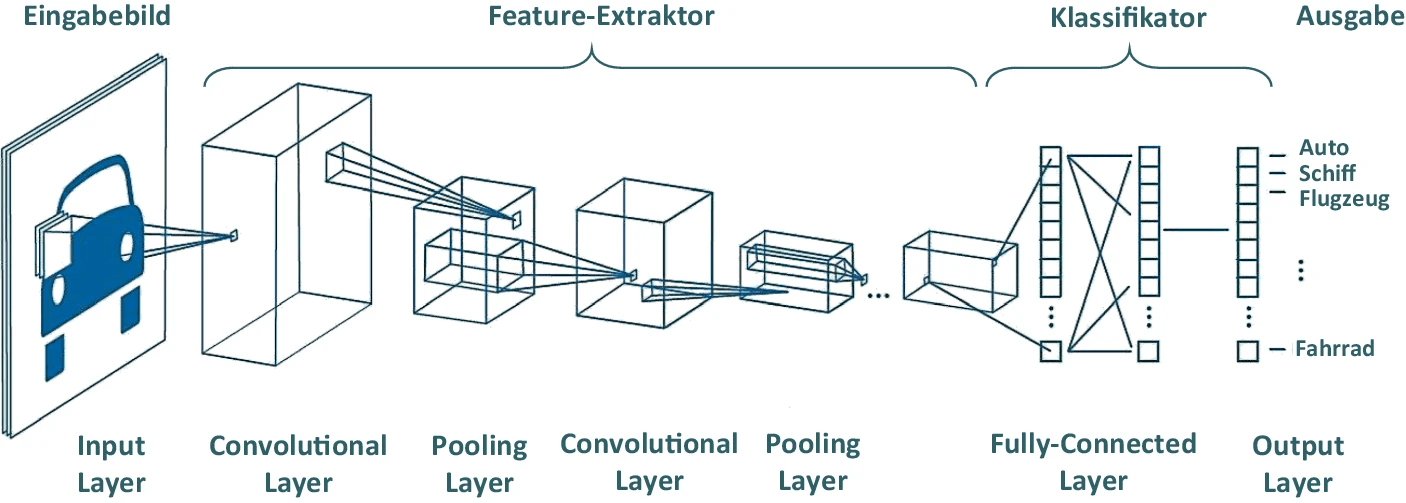 Eingabebild
Feature-Extraktor
Klassifikator
Ausgabe
Auto
Schiff
Flugzeug
Fahrrad
Input
Layer
Convolutional
Layer
Pooling
Layer
Convolutional
Layer
Pooling
Layer
Fully-Connected
Layer
Output
Layer